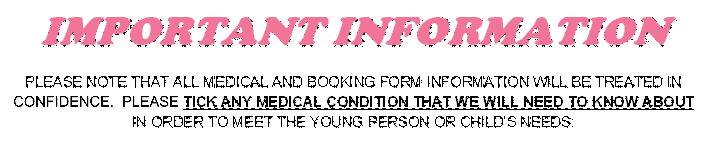 IMPORTANT INFORMATION
PLEASE NOTE THAT ALL MEDICAL AND BOOKING FORM INFORMATION WILL BE TREATED IN
CONFIDENCE. PLEASE TICK ANY MEDICAL CONDITION THAT WE WILL NEED TO KNOW ABOUT
IN ORDER TO MEET THE YOUNG PERSON OR CHILD'S NEEDS.